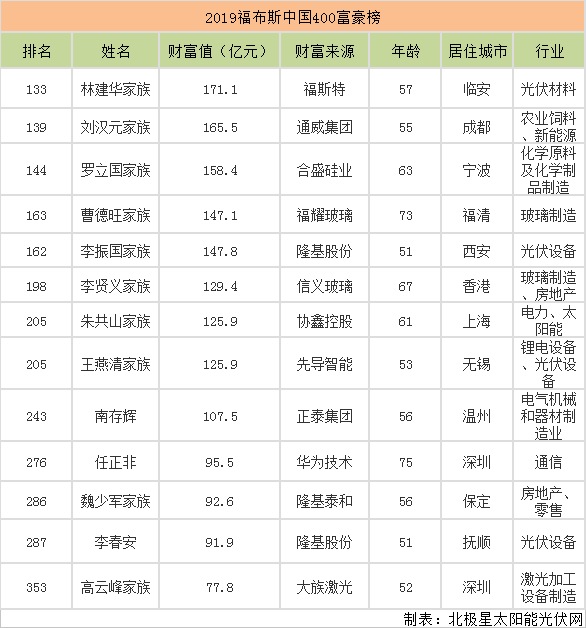 2019福布斯中国400富豪榜
排名 姓名 财富值（亿元） 财富来源 年龄 居住城市 行业
133 林建华家族 171.1 福斯特 57 临安 光伏材料
139 刘汉元家族 165.5 通威集团 55 成都 农业饲料
、新能源
144 罗立国家族 158.4 合盛硅业 63 宁波 化学原料
及化学制
品制造
163 曹德旺家族 147.1 福耀玻璃 73 福清 玻璃制造
162 李振国家族 147.8 隆基股份 51 西安 光伏设备
198 李贤义家族 129.4 信义玻璃 67 香港 玻璃制造
、房地产
205 朱共山家族 125.9 协鑫控股 61 上海 电力、太
阳能
205 王燕清家族 125.9 先导智能 53 无锡 锂电设备
、光伏设
备
243 南存辉 107.5 正泰集团 56 温州 电气机械
和器材制
造业
276 任正非 95.5 华为技术 75 深圳 通信
286 魏少军家族 92.6 隆基泰和 56 保定 房地产、
零售
287 李春安 91.9 隆基股份 51 抚顺 光伏设备
353 高云峰家族 77.8 大族激光 52 深圳 激光加工
设备制造
制表：北极星太阳能光伏网